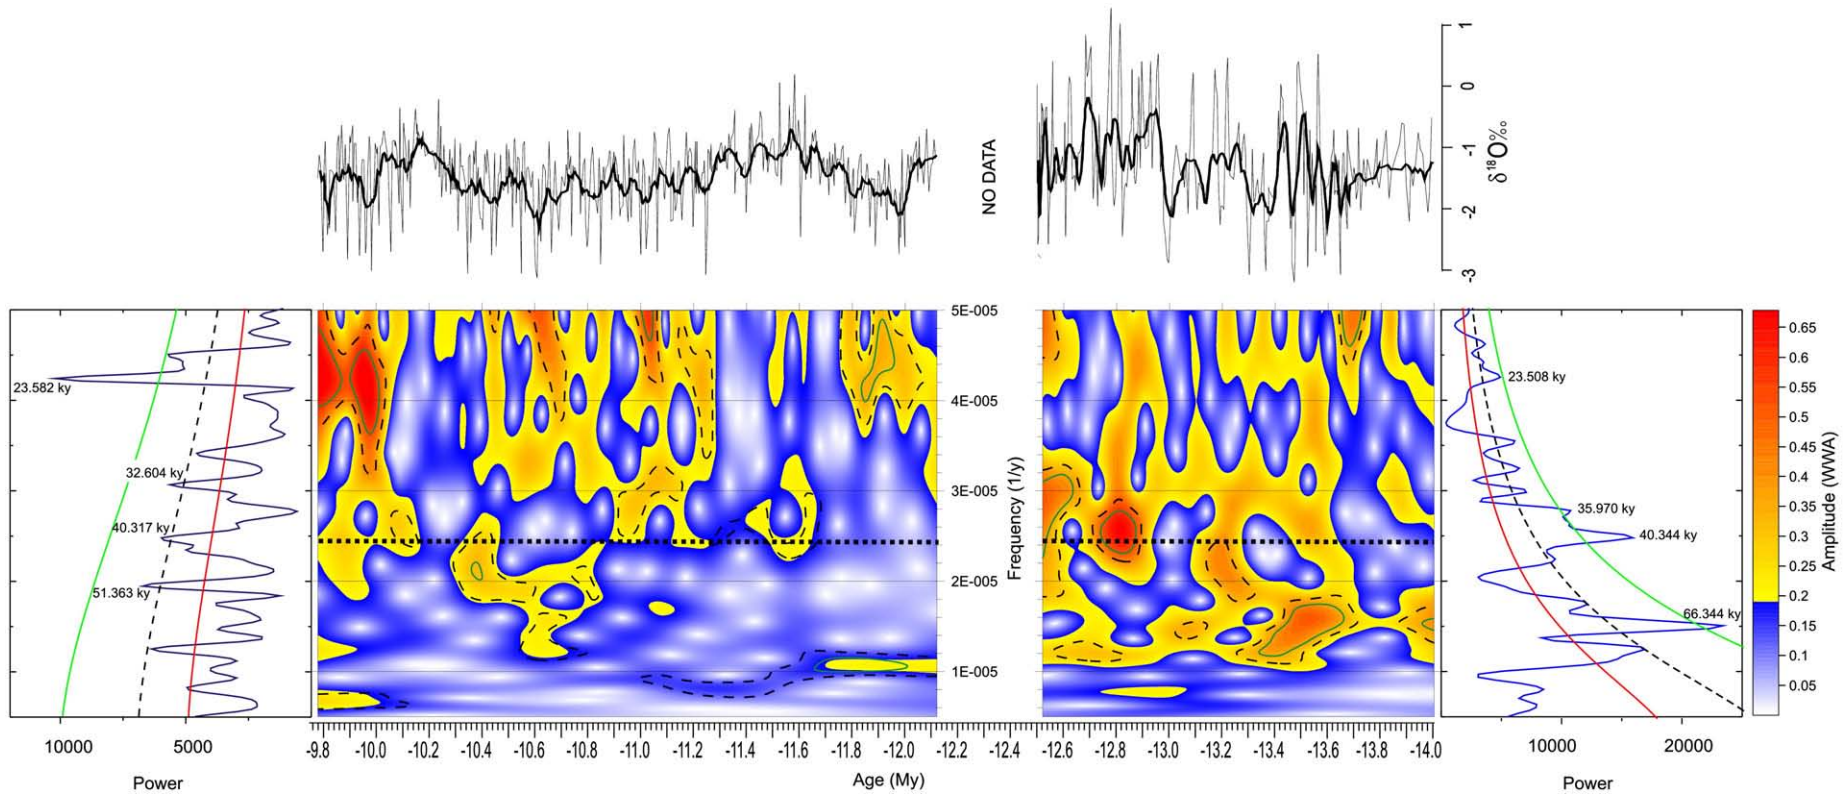 1
0
-1
-2
-3
δ¹⁸O‰
NO DATA
23.582 ky
32.604 ky
40.317 ky
51.363 ky
10000
5000
Power
5E-005
4E-005
3E-005
2E-005
1E-005
Frequency (1/y)
-9.8 -10.0 -10.2 -10.4 -10.6 -10.8 -11.0 -11.2 -11.4 -11.6 -11.8 -12.0 -12.2 -12.4 -12.6 -12.8 -13.0 -13.2 -13.4 -13.6 -13.8 -14.0
Age (My)
23.508 ky
35.970 ky
40.344 ky
66.344 ky
10000
20000
Power
0.65
0.6
0.55
0.5
0.45
0.4
0.35
0.3
0.25
0.2
0.15
0.1
0.05
Amplitude (WWA)